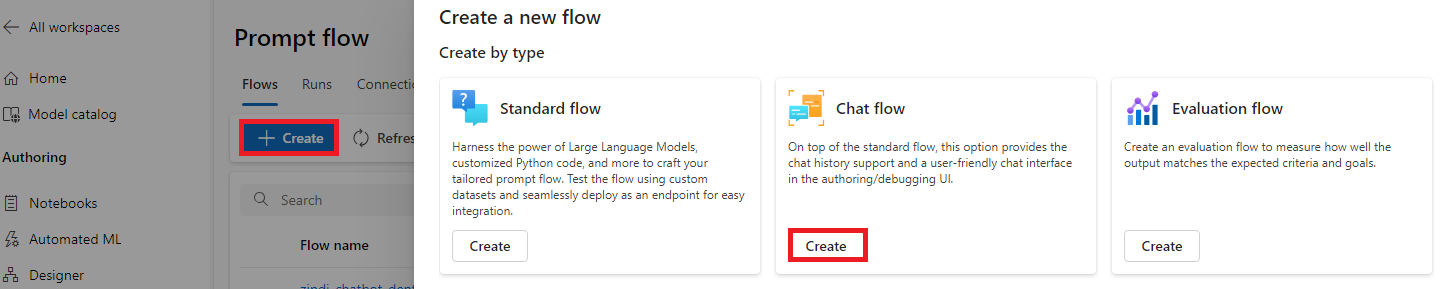 All workspaces
Home
Model catalog
Authoring
Notebooks
Automated ML
Designer
Prompt flow
Flows Runs Connectio
Create Refres
Search
Flow name
Create a new flow
Create by type
Standard flow
Harness the power of Large Language Models,
customized Python code, and more to craft your
tailored prompt flow. Test the flow using custom
datasets and seamlessly deploy as an endpoint for easy
integration.
Create
Chat flow
On top of the standard flow, this option provides the
chat history support and a user-friendly chat interface
in the authoring/debugging UI.
Create
Evaluation flow
Create an evaluation flow to measure how well the
output matches the expected criteria and goals.
Create